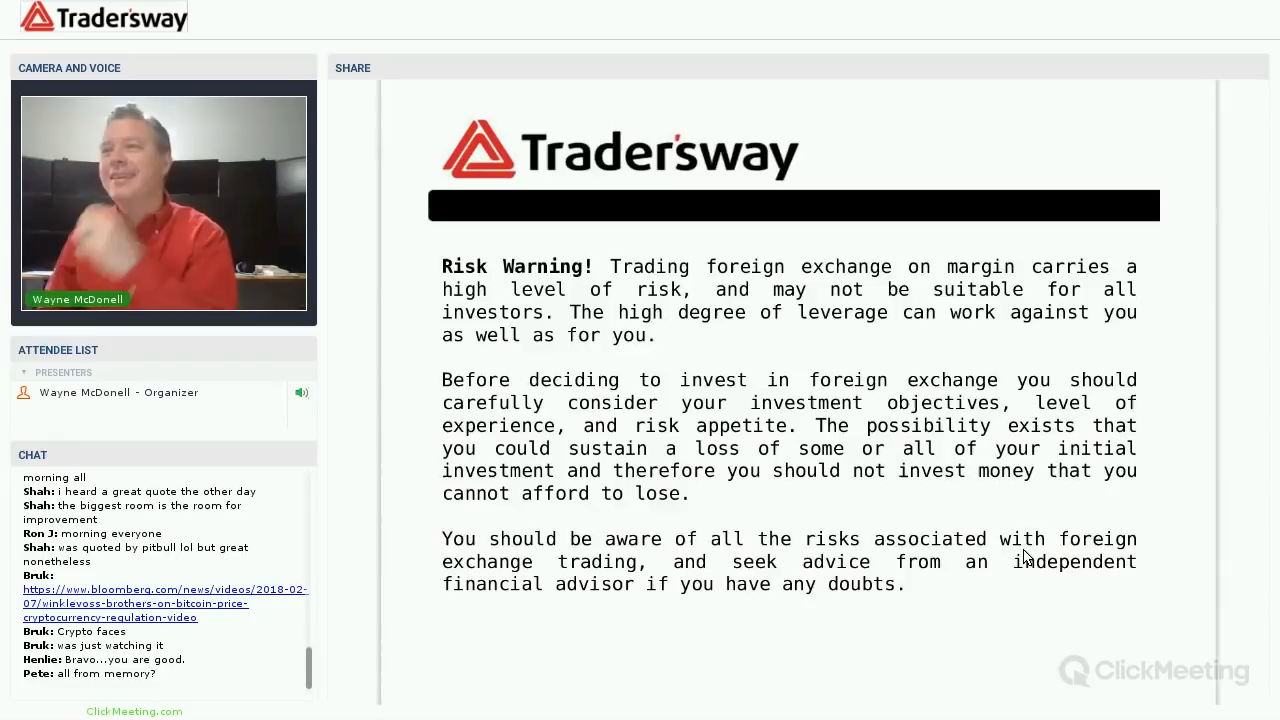 Trader'sway
CAMERA AND VOICE
Wayne McDonell
ATTENDEE LIST
PRESENTERS
Wayne McDonell - Organizer
CHAT
morning all
Shah: i heard a great quote the other day
Shah: the biggest room is the room for
improvement
Ron J: morning everyone
Shah: was quoted by pitbull lol but great
nonetheless
Bruk:
https://www.bloomberg.com/news/videos/2018-02-
07/winklevoss-brothers-on-bitcoin-price-
cryptocurrency-regulation-video
Bruk: Crypto faces
Bruk: was just watching it
Henlie: Bravo...you are good.
Pete: all from memory?
ClickMeeting.com
SHARE
Trader'sway
Risk Warning! Trading foreign exchange on margin carries a
high level of risk, and may not be suitable for all
investors. The high degree of leverage can work against you
as well as for you.
Before deciding to invest in foreign exchange you should
carefully consider your investment objectives, level of
experience, and risk appetite. The possibility exists that
you could sustain a loss of some or all of your initial
investment and therefore you should not invest money that you
cannot afford to lose.
You should be aware of all the risks associated with foreign
exchange trading, and seek advice from an independent
financial advisor if you have any doubts.
ClickMeeting